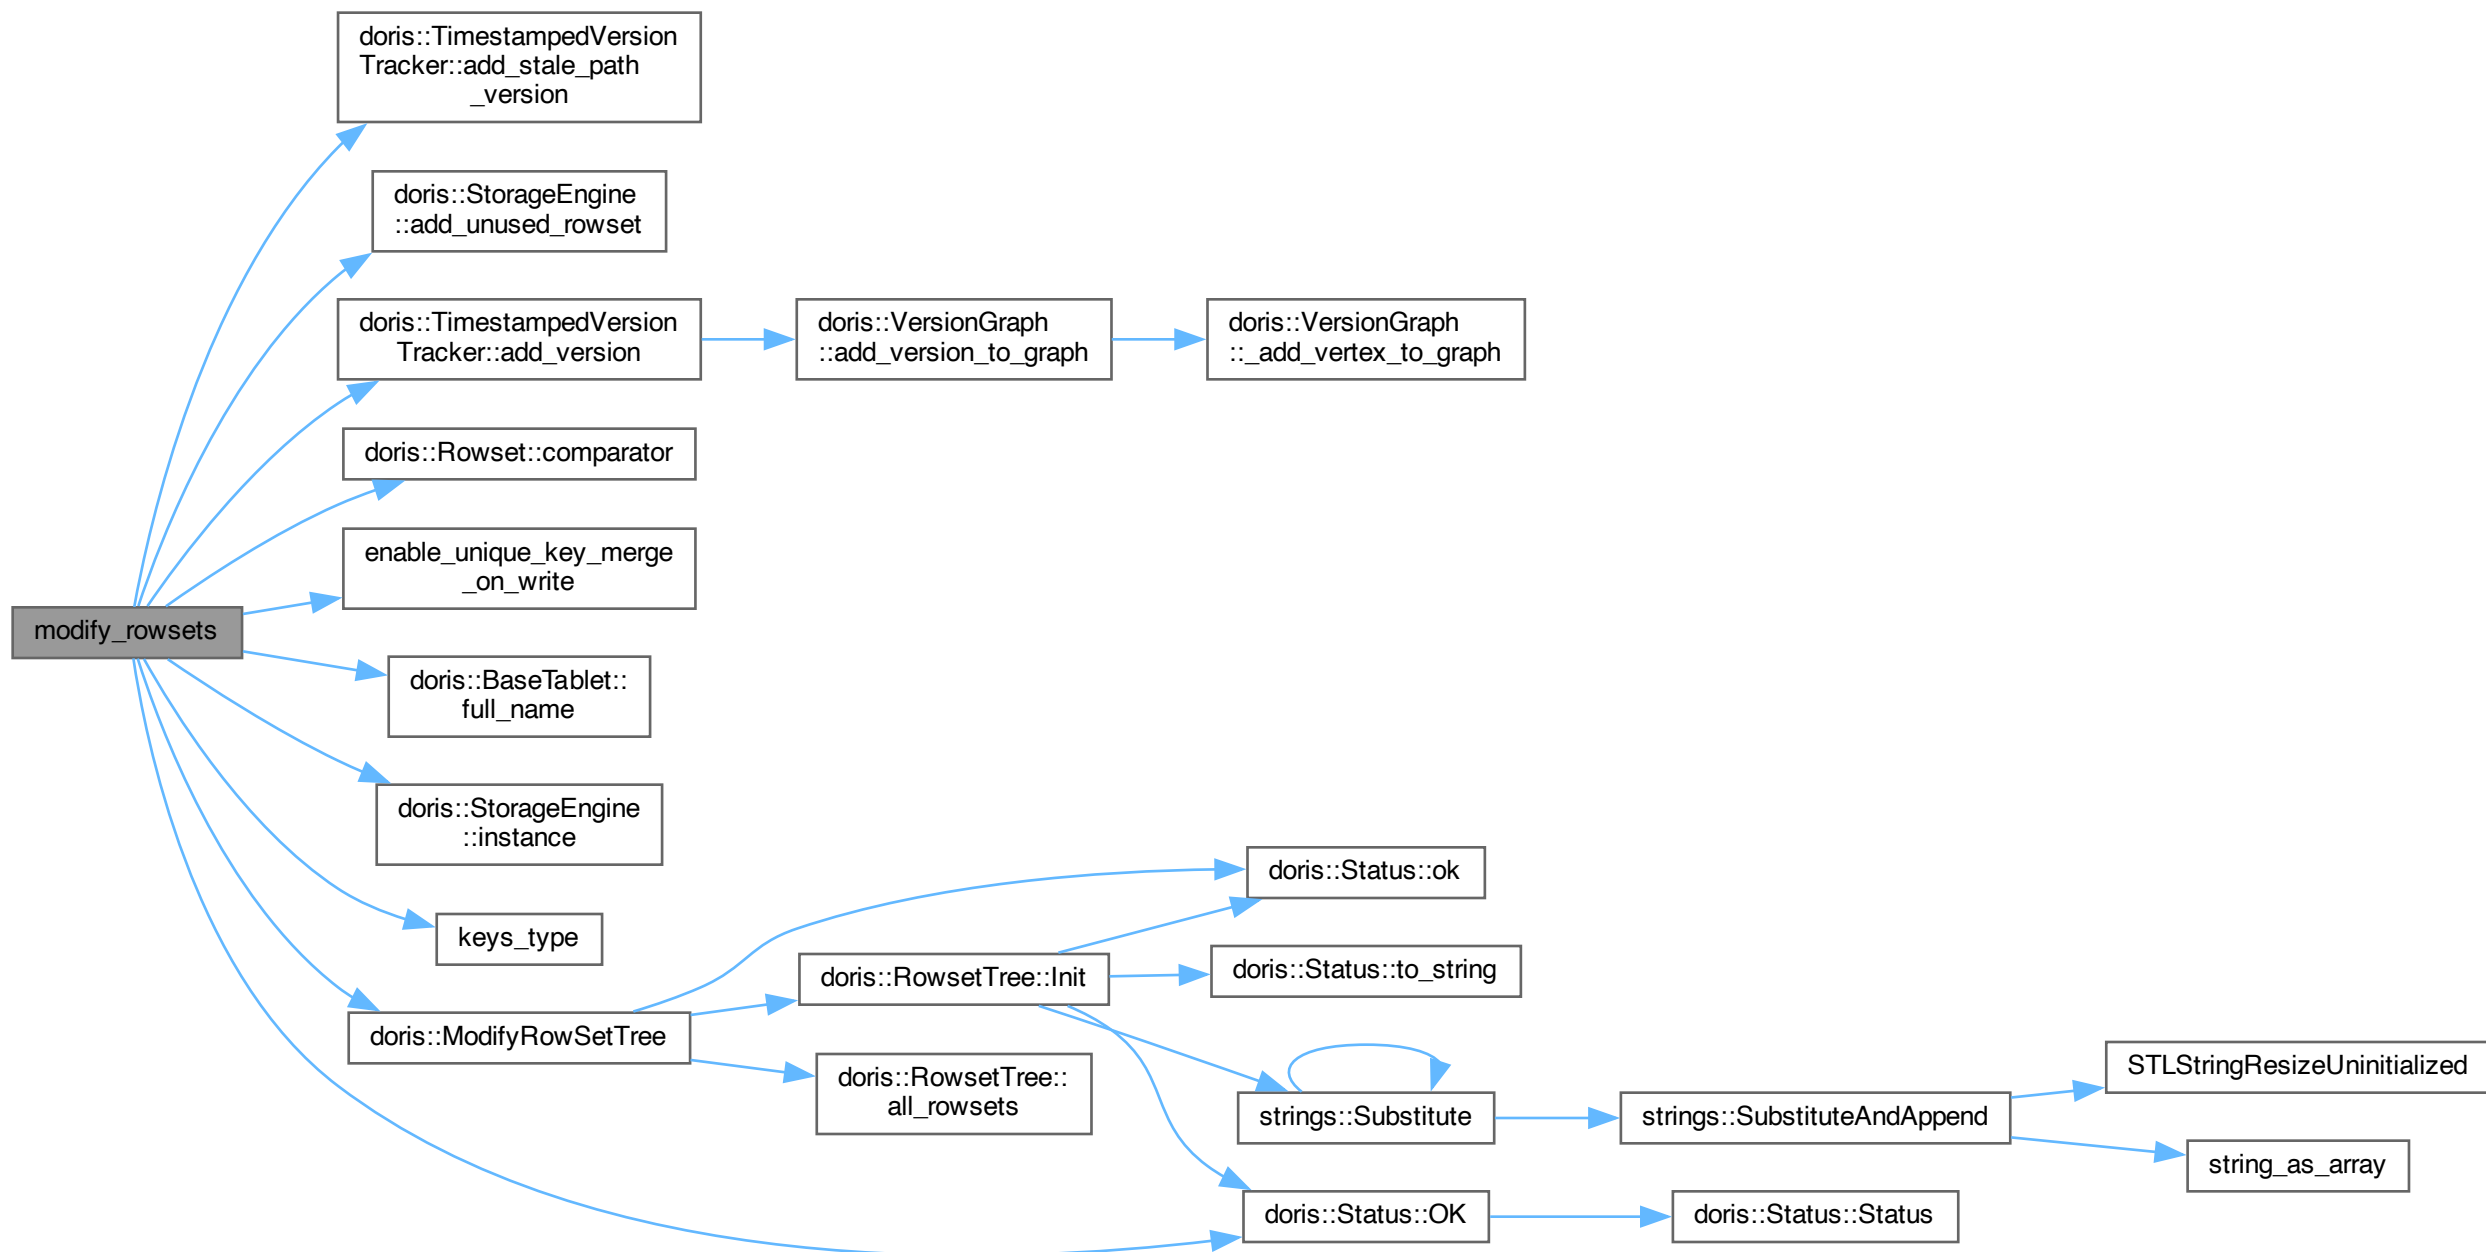 doris::TimestampedVersion
Tracker::add_stale_path
_version
doris::StorageEngine
::add_unused_rowset
doris::TimestampedVersion
Tracker::add_version
doris::VersionGraph
::add_version_to_graph
doris::VersionGraph
::_add_vertex_to_graph
doris::Rowset::comparator
enable_unique_key_merge
_on_write
modify_rowsets
doris::BaseTablet::
full_name
doris::StorageEngine
::instance
keys_type
doris::ModifyRowSetTree
doris::RowsetTree::Init
doris::RowsetTree::
all_rowsets
doris::Status::ok
doris::Status::to_string
strings::Substitute
doris::Status::OK
strings::SubstituteAndAppend
doris::Status::Status
STLStringResizeUninitialized
string_as_array